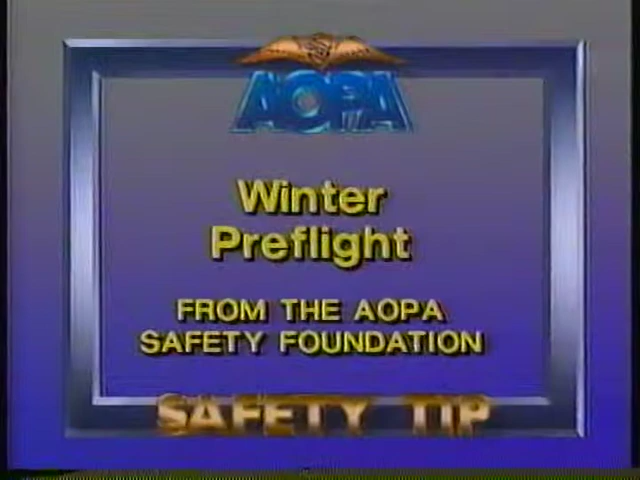 AOPA
Winter
Preflight
FROM THE AOPA
SAFETY FOUNDATION
SAFETY TIP